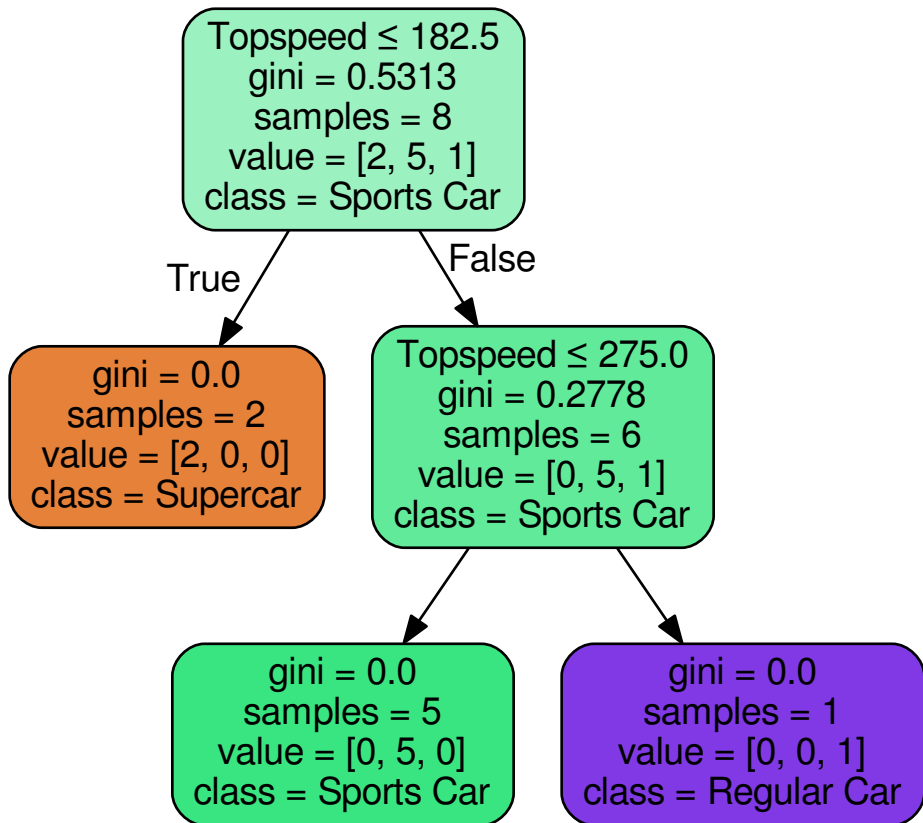 Topspeed ≤ 182.5
gini = 0.5313
samples = 8
value = [2, 5, 1]
class = Sports Car
True
False
gini = 0.0
samples = 2
value = [2, 0, 0]
class = Supercar
Topspeed ≤ 275.0
gini = 0.2778
samples = 6
value = [0, 5, 1]
class = Sports Car
gini = 0.0
samples = 5
value = [0, 5, 0]
class = Sports Car
gini = 0.0
samples = 1
value = [0, 0, 1]
class = Regular Car